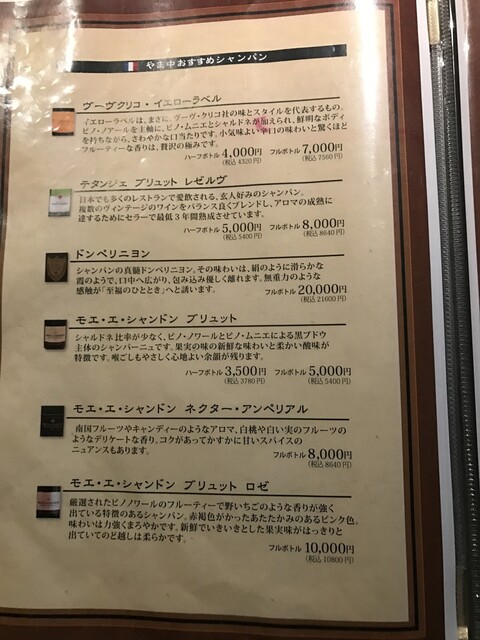 やま中おすすめシャンパン
ヴーヴクリコ・イエローラベル
イエローラベルは、まさに、ヴーヴ・クリコ社の味とスタイルを代表するもの。
ピノ・ノアールを主軸に、ピノ・ムニエとシャルドネが加えられ、鮮明なボディ
を持ちながら、さわやかな口当たりです。小気味よい辛口の味わいと驚くほど
フルーティーな香りは、贅沢の極みです。
ハーフボトル 4,000円 フルボトル 7,000円
(税込 4320円) (税込 7560円)
テタンジェ ブリュット レゼルヴ
日本でも多くのレストランで愛飲される、玄人好みのシャンパン。
複数のヴィンテージのワインをバランス良くブレンドし、アロマの成熟に
達するためにセラーで最低3年間熟成させています。
ハーフボトル 5,000円 フルボトル 8,000円
(税込 5400円) (税込 8640円)
ドンペリニヨン
シャンパンの真髄ドンペリニヨン。その味わいは、絹のように滑らかな
霞のようで、口中へ広がり、包み込み優しく離れます。無重力のような
感触が「至福のひととき」へと誘います。
フルボトル 20,000円
(税込 21600円)
モエ・エ・シャンドン ブリュット
シャルドネ比率が少なく、ピノ・ノワールとピノ・ムニエによる黒ブドウ
主体のシャンパーニュです。果実の味の新鮮な味わいと柔かい酸味が
特徴です。喉ごしもやさしく心地よい余韻が残ります。
ハーフボトル 3,500円 フルボトル 5,000円
(税込 3780円) (税込 5400円)
モエ・エ・シャンドン ネクター・アンペリアル
南国フルーツやキャンディーのようなアロマ、白桃や白い実のフルーツの
ようなデリケートな香り。コクがあってかすかに甘いスパイスの
ニュアンスもあります。
フルボトル 8,000円
(税込 8640円)
モエ・エ・シャンドン ブリュット ロゼ
厳選されたピノノワールのフルーティーで野いちごのような香りが強く
出ている特徴のあるシャンパン。赤褐色がかったあたたかみのあるピンク色。
味わいは力強くまろやかです。新鮮でいきいきとした果実味がはっきりと
出ていてのど越しは柔らかです。
フルボトル 10,000円
(税込 10800円)